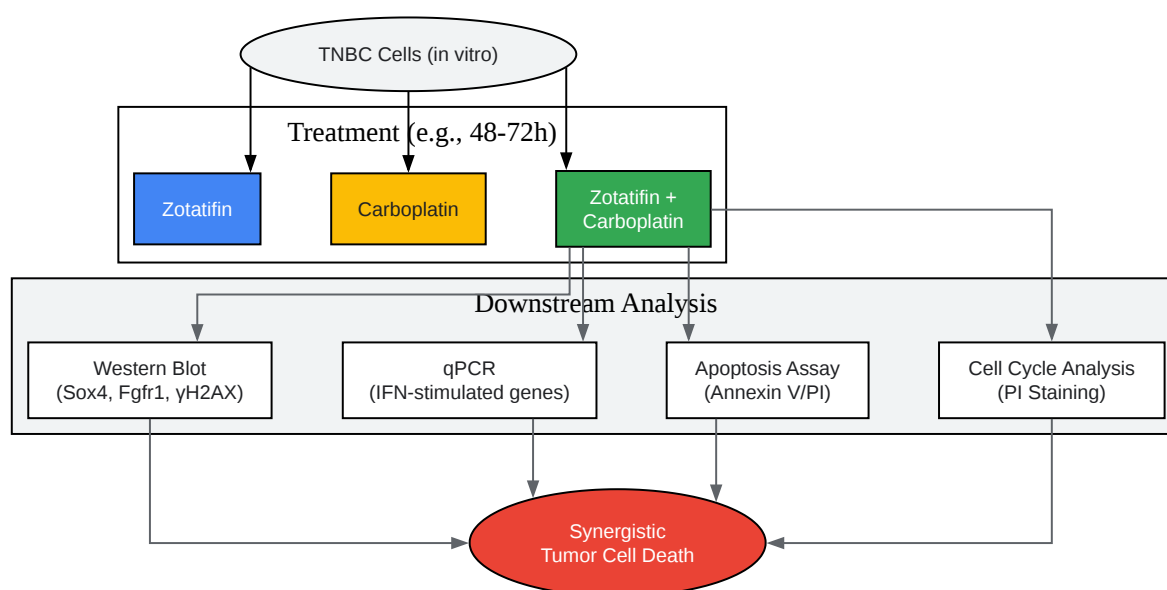 TNBC Cells (in vitro)
Treatment (e.g., 48-72h)
Zotatifin
Carboplatin
Zotatifin +
Carboplatin
Downstream Analysis
Western Blot
(Sox4, Fgfr1, γH2AX)
qPCR
(IFN-stimulated genes)
Apoptosis Assay
(Annexin V/PI)
Cell Cycle Analysis
(PI Staining)
Synergistic
Tumor Cell Death